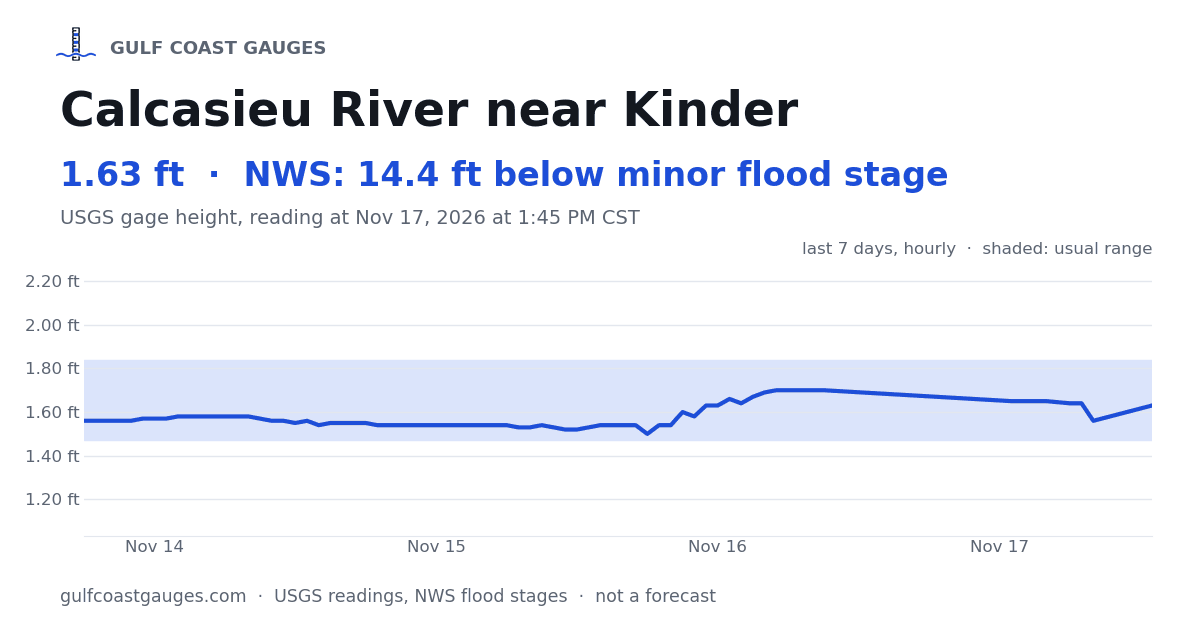 GULF COAST GAUGES
Calcasieu River near Kinder
1.63 ft · NWS: 14.4 ft below minor flood stage
USGS gage height, reading at Nov 17, 2026 at 1:45 PM CST
last 7 days, hourly · shaded: usual range
2.20 ft
2.00 ft
1.80 ft
1.60 ft
1.40 ft
1.20 ft
Nov 14 Nov 15 Nov 16 Nov 17
gulfcoastgauges.com · USGS readings, NWS flood stages · not a forecast